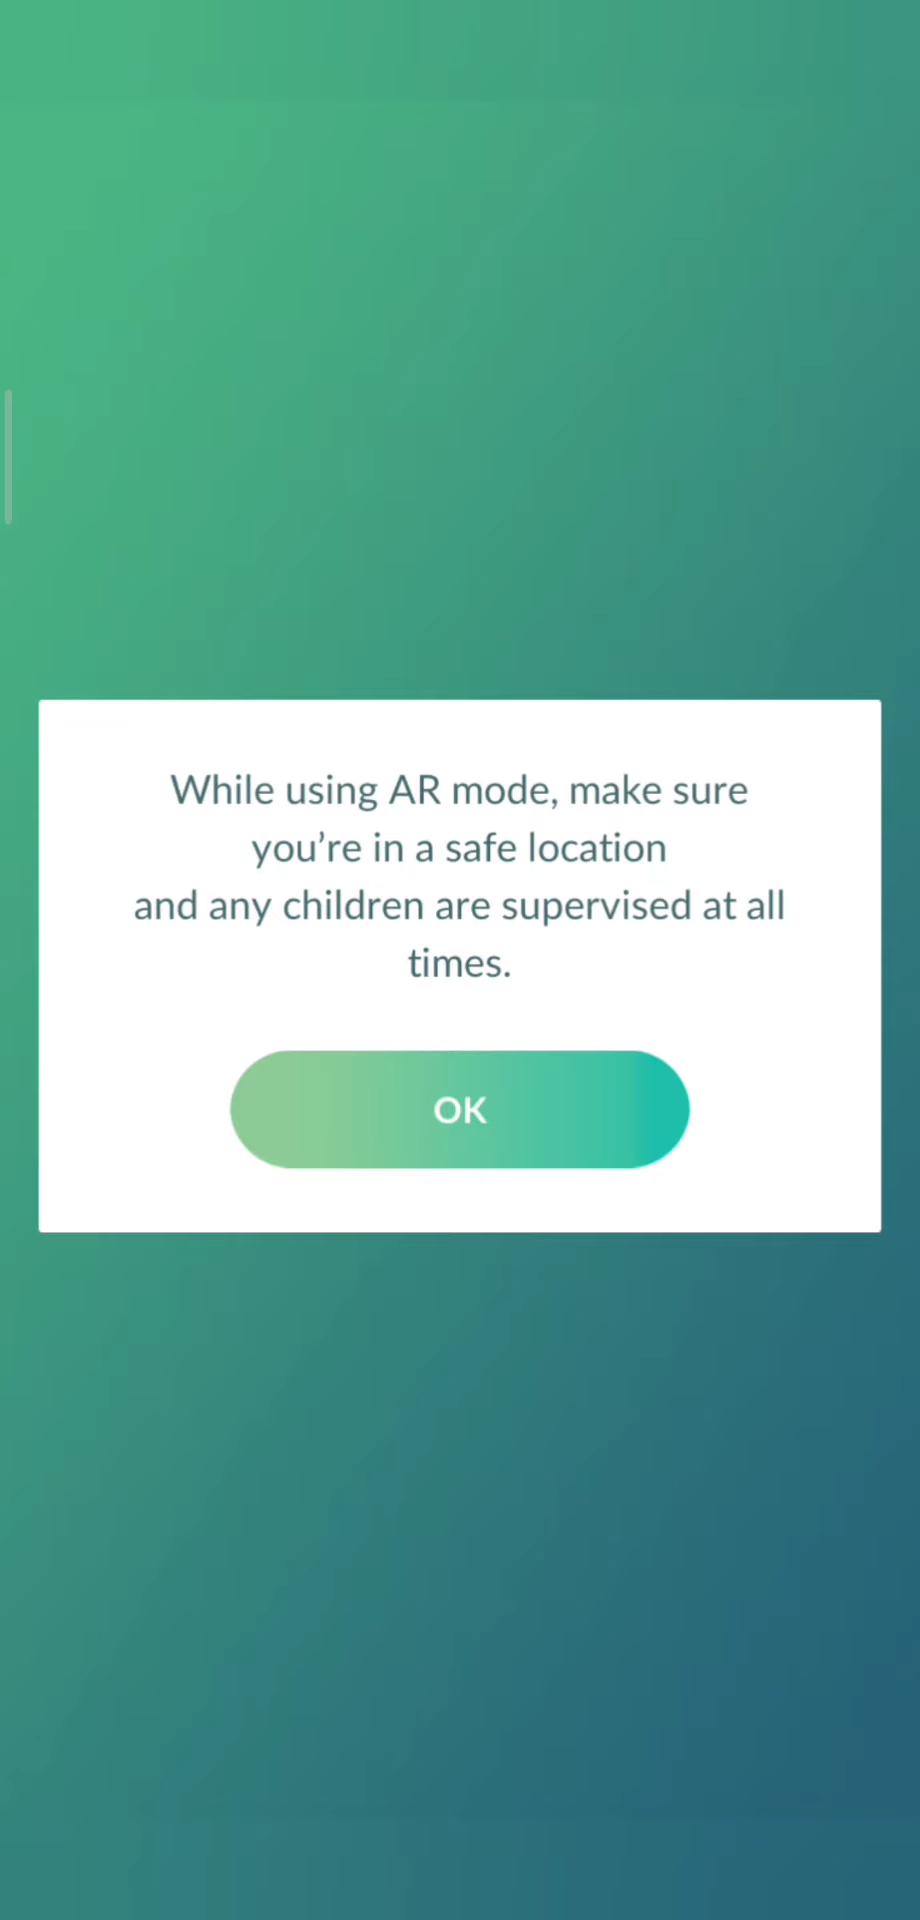 While using AR mode, make sure
you’re in a safe location
and any children are supervised at all
times.
OK